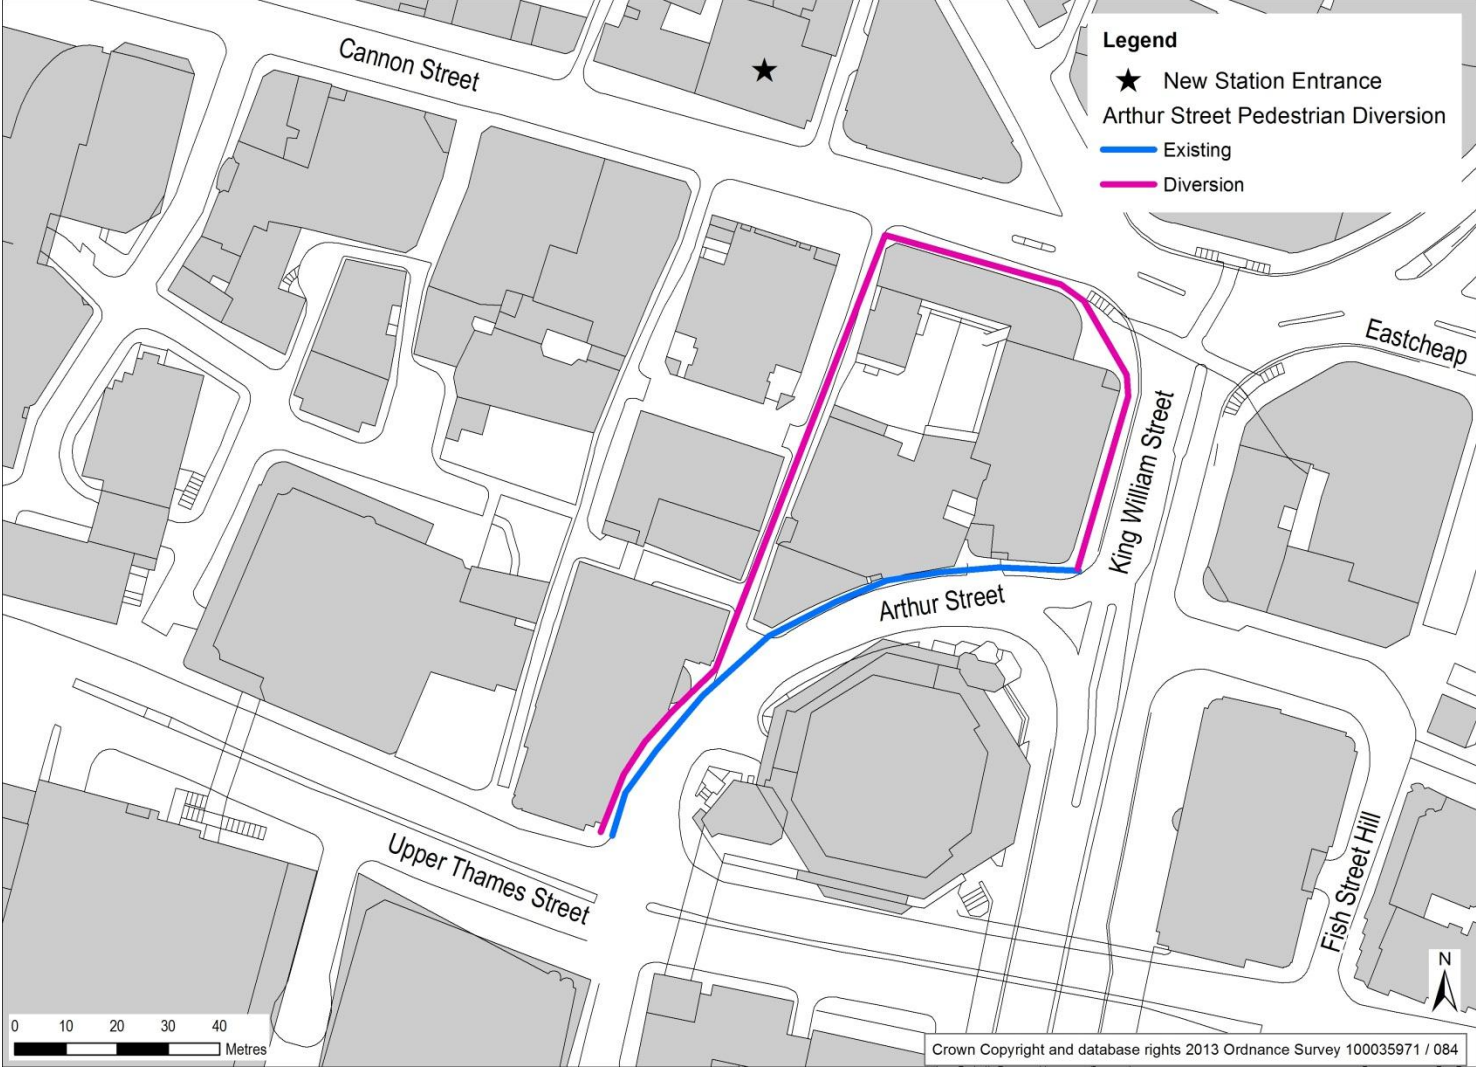 Cannon Street
Legend
New Station Entrance
Arthur Street Pedestrian Diversion
Existing
Diversion
Eastcheap
King William Street
Arthur Street
Upper Thames Street
Fish Street Hill
N
0 10 20 30 40
Metres
Crown Copyright and database rights 2013 Ordnance Survey 100035971 / 084